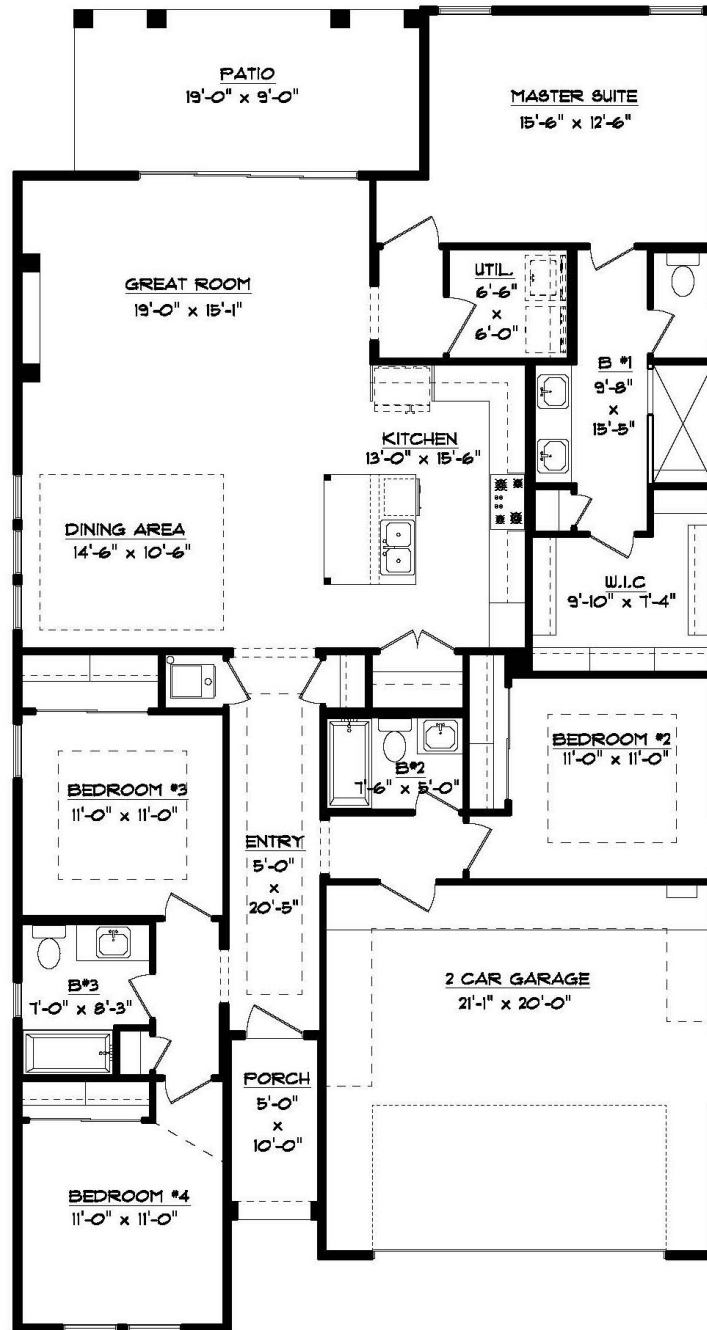 PATIO
19'-0" x 9'-0"
MASTER SUITE
15'-6" x 12'-6"
GREAT ROOM
19'-0" x 15'-1"
UTIL.
6'-6"
x
6'-0"
B #1
9'-8"
x
15'-5"
KITCHEN
13'-0" x 15'-6"
DINING AREA
14'-6" x 10'-6"
W.I.C
9'-10" x 7'-4"
BEDROOM #2
11'-0" x 11'-0"
B#2
7'-6" x 5'-0"
BEDROOM #3
11'-0" x 11'-0"
ENTRY
5'-0"
x
20'-5"
B#3
7'-0" x 8'-3"
2 CAR GARAGE
21'-1" x 20'-0"
PORCH
5'-0"
x
10'-0"
BEDROOM #4
11'-0" x 11'-0"